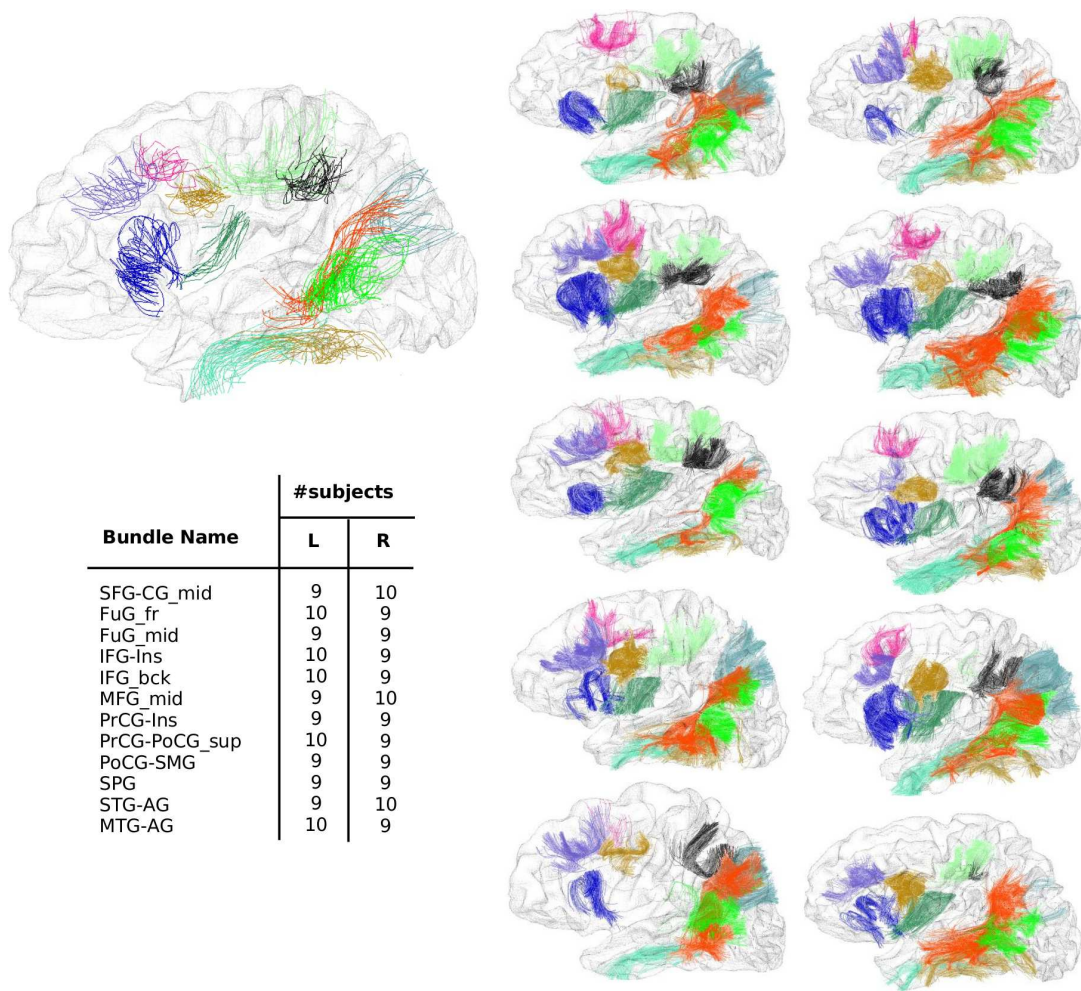 #subjects
Bundle Name L R
SFG-CG_mid 9 10
FuG_fr 10 9
FuG_mid 9 9
IFG-Ins 10 9
IFG_bck 10 9
MFG_mid 9 10
PrCG-Ins 9 9
PrCG-PoCG_sup 10 9
PoCG-SMG 9 9
SPG 9 9
STG-AG 9 10
MTG-AG 10 9